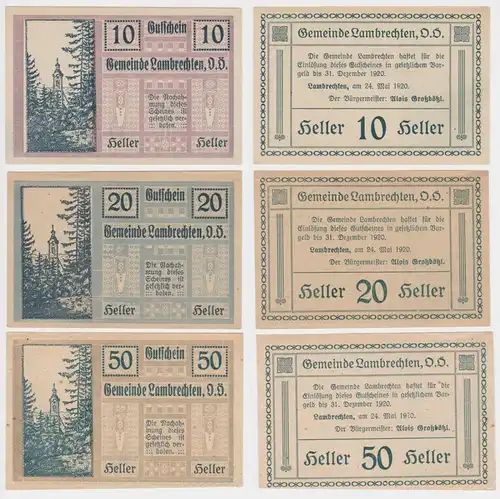 10 Gutschein 10
Gemeinde Lambrechten, O.Ö.
Die Nachah-
mung dieses
Scheines ist
gesetzlich ver-
boten.
Heller Heller
Gemeinde Lambrechten, O.Ö.
Die Gemeinde Lambrechten haftet für die
Einlösung dieses Gutscheines in gesetzlichem Bar-
geld bis 31. Dezember 1920.
Lambrechten, am 24. Mai 1920.
Der Bürgermeister: Alois Großbötzl.
Heller 10 Heller
20 Gutschein 20
Gemeinde Lambrechten, O.Ö.
Die Nachah-
mung dieses
Scheines ist
gesetzlich ver-
boten.
Heller Heller
Gemeinde Lambrechten, O.Ö.
Die Gemeinde Lambrechten haftet für die
Einlösung dieses Gutscheines in gesetzlichem Bar-
geld bis 31. Dezember 1920.
Lambrechten, am 24. Mai 1920.
Der Bürgermeister: Alois Großbötzl.
Heller 20 Heller
50 Gutschein 50
Gemeinde Lambrechten, O.Ö.
Die Nachah-
mung dieses
Scheines ist
gesetzlich ver-
boten.
Heller Heller
Gemeinde Lambrechten, O.Ö.
Die Gemeinde Lambrechten haftet für die
Einlösung dieses Gutscheines in gesetzlichem Bar-
geld bis 31. Dezember 1920.
Lambrechten, am 24. Mai 1920.
Der Bürgermeister: Alois Großbötzl.
Heller 50 Heller